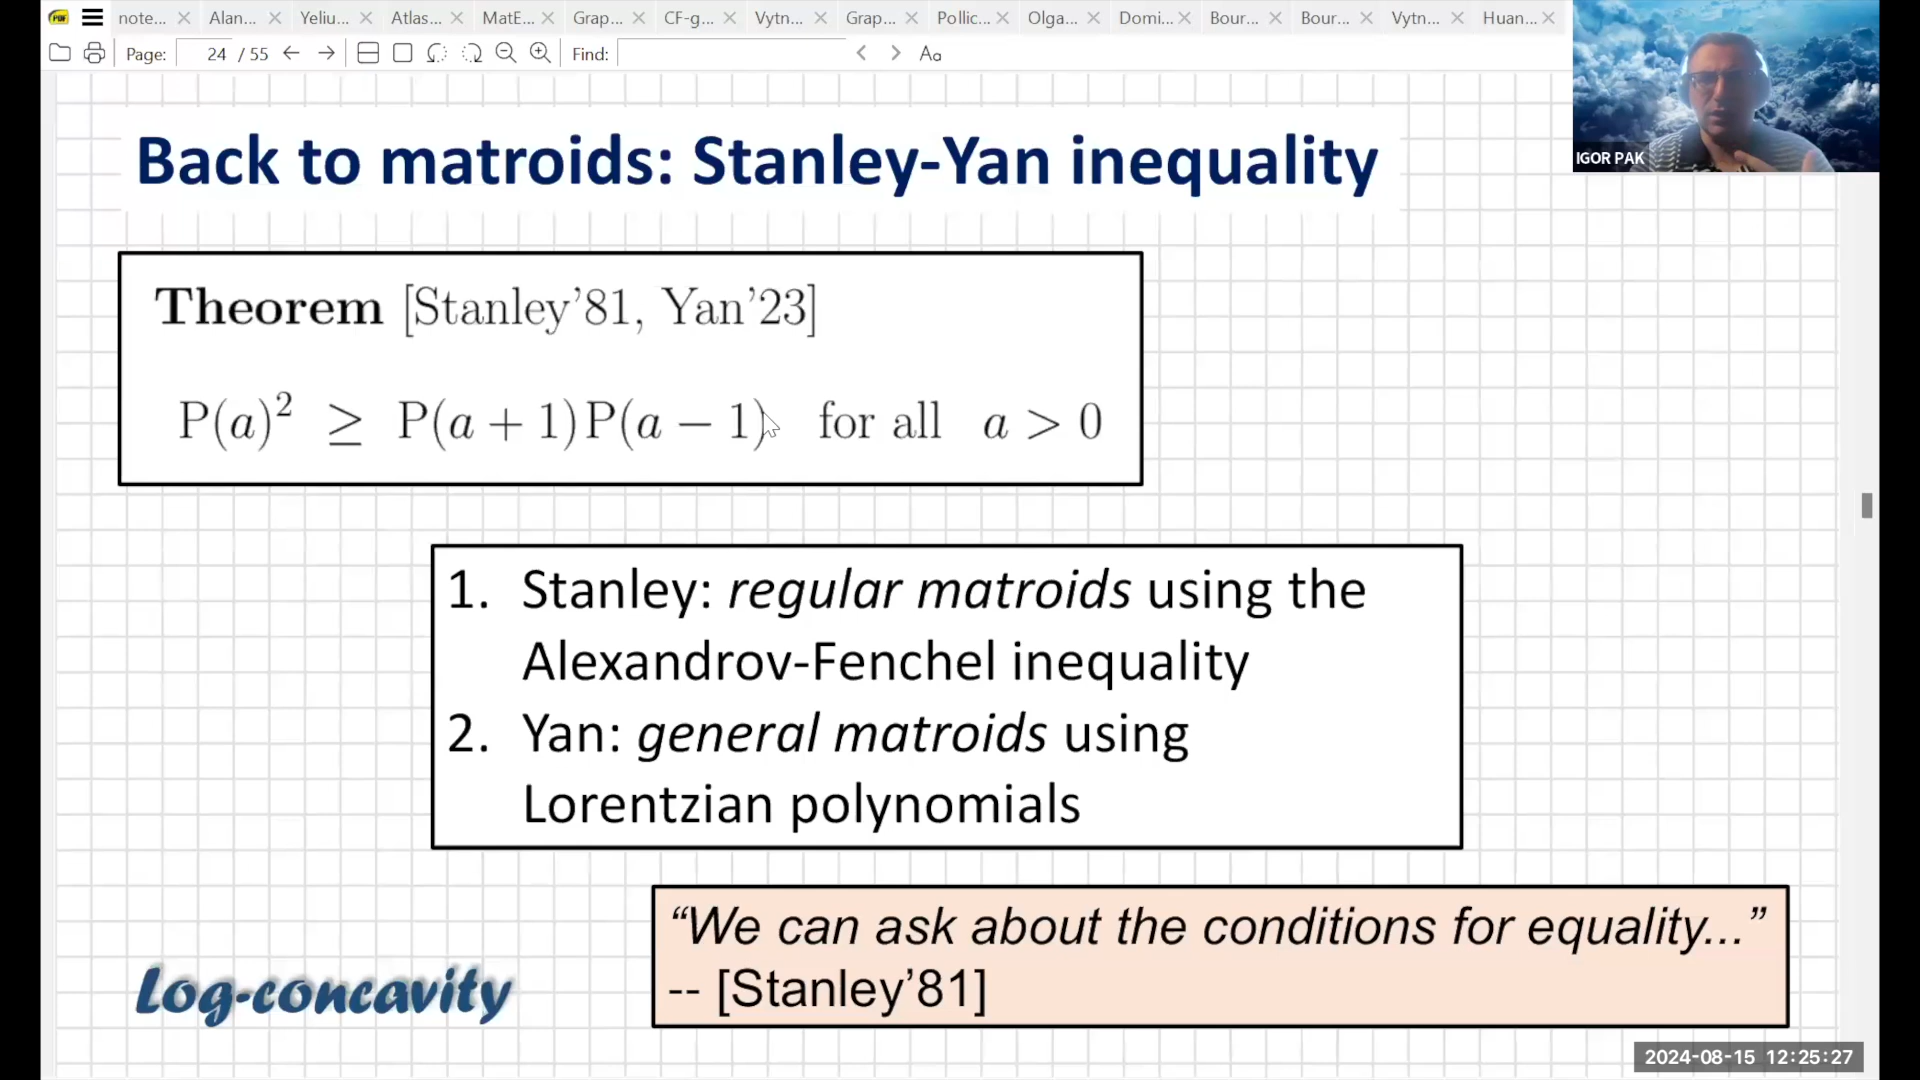 note... Alan... Yeliu... Atlas... MatE... Grap... CF-g... Vytn... Grap... Pollic... Olga... Domi... Bour... Bour... Vytn... Huan...
Page: 24 / 55 Find: Aa
IGOR PAK
Back to matroids: Stanley-Yan inequality
Theorem [Stanley’81, Yan’23]
P(a)² ≥ P(a + 1)P(a − 1) for all a > 0
1. Stanley: regular matroids using the
Alexandrov-Fenchel inequality
2. Yan: general matroids using
Lorentzian polynomials
“We can ask about the conditions for equality...”
-- [Stanley’81]
Log-concavity
2024-08-15 12:25:27